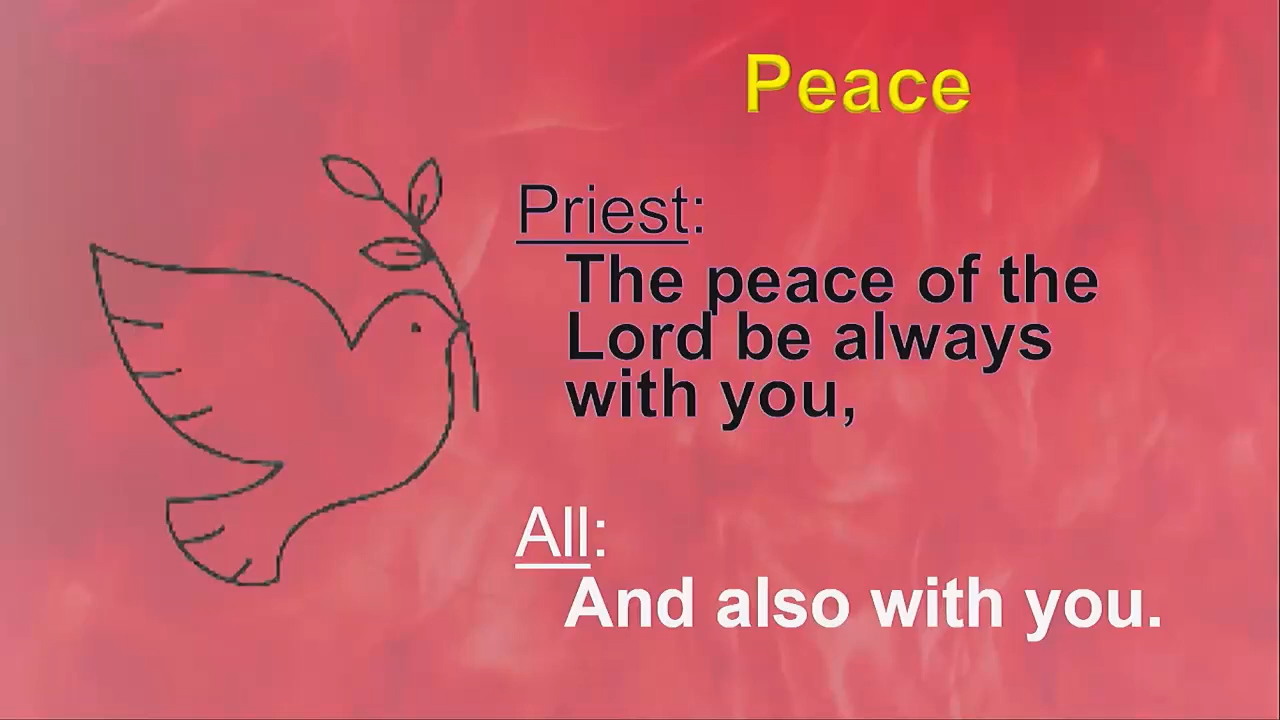 Peace
Priest:
The peace of the
Lord be always
with you,
All:
And also with you.